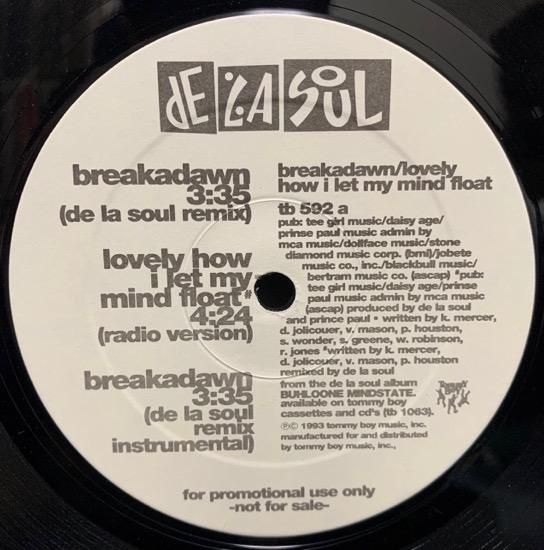 DE LA SOUL
breakadawn
3:35
(de la soul remix)
lovely how
i let my
mind float#
4:24
(radio version)
breakadawn
3:35
(de la soul
remix
instrumental)
breakadawn/lovely
how i let my mind float
tb 592 a
pub: tee girl music/daisy age/
prinse paul music admin by
mca music/dollface music/stone
diamond music corp. (bmi)/jobete
music co., inc./blackbull music/
bertram music co. (ascap) #pub:
tee girl music/daisy age/prinse
paul music admin by mca music
(ascap) produced by de la soul
and prince paul • written by k. mercer,
d. jolicouer, v. mason, p. houston,
s. wonder, s. greene, w. robinson,
r. jones #written by k. mercer,
d. jolicouer, v. mason, p. houston
remixed by de la soul
from the de la soul album
BUHLOONE MINDSTATE.
available on tommy boy
cassettes and cd's (tb 1063).
Tommy Boy
℗© 1993 tommy boy music, inc.
manufactured for and distributed
by tommy boy music, inc.,
for promotional use only
-not for sale-